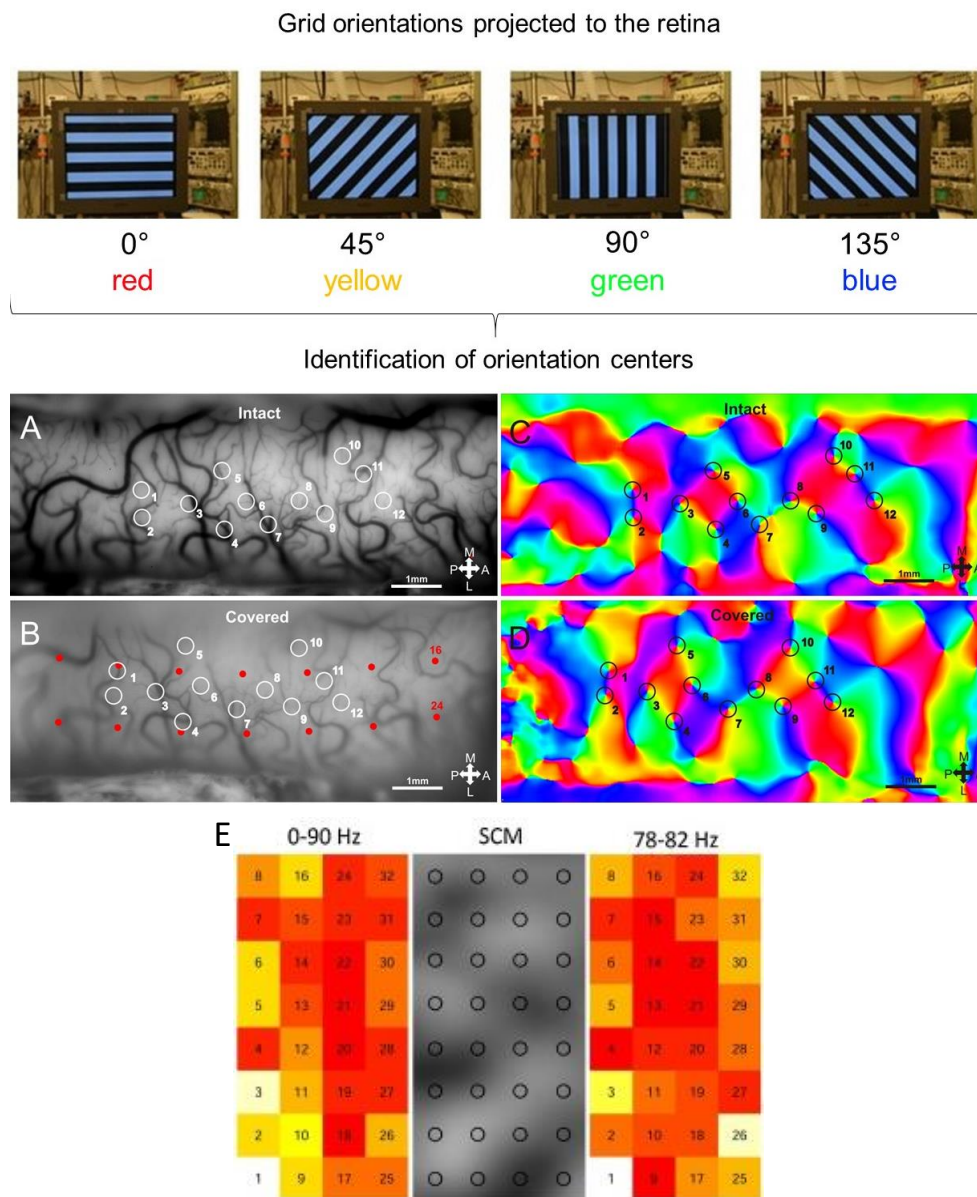 Grid orientations projected to the retina
0° 45° 90° 135°
red yellow green blue
Identification of orientation centers
A Intact
1 2 3 4 5 6 7 8 9 10 11 12
M P A L
1mm
C Intact
1 2 3 4 5 6 7 8 9 10 11 12
M P A L
1mm
B Covered
1 2 3 4 5 6 7 8 9 10 11 12
16
24
M P A L
1mm
D Covered
1 2 3 4 5 6 7 8 9 10 11 12
M P A L
1mm
E 0-90 Hz SCM 78-82 Hz
8 16 24 32 8 16 24 32
7 15 23 31 7 15 23 31
6 14 22 30 6 14 22 30
5 13 21 29 5 13 21 29
4 12 20 28 4 12 20 28
3 11 19 27 3 11 19 27
2 10 18 26 2 10 18 26
1 9 17 25 1 9 17 25